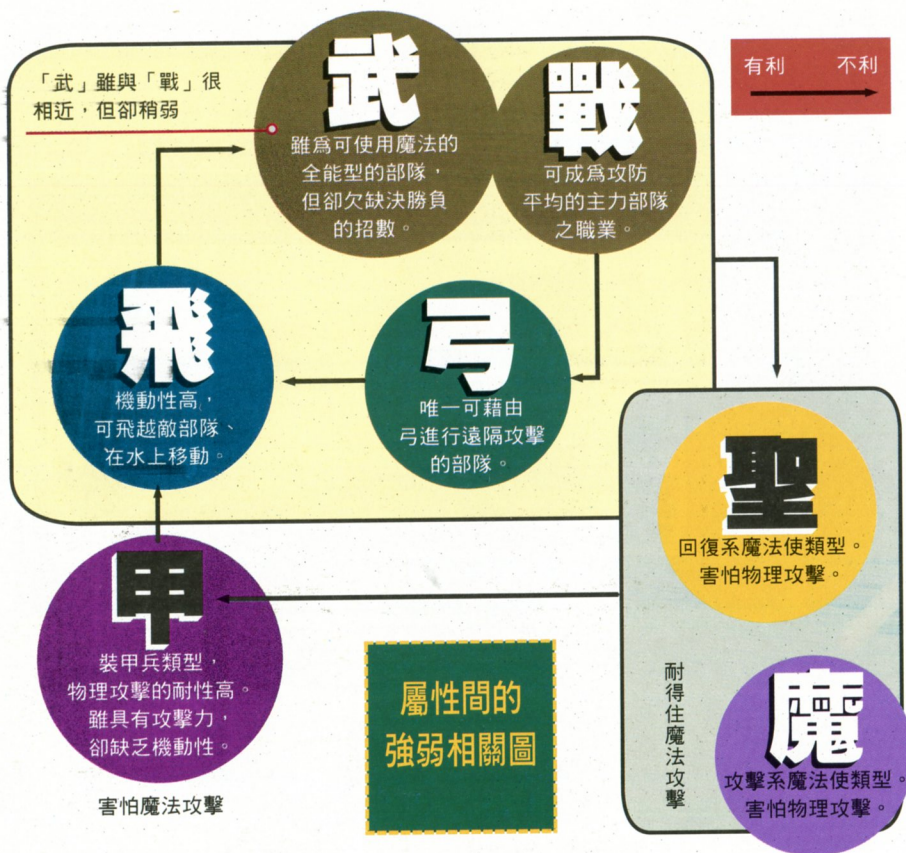 「武」雖與「戰」很
相近，但卻稍弱
武
雖爲可使用魔法的
全能型的部隊，
但卻欠缺決勝負
的招數。
戰
可成爲攻防
平均的主力部隊
之職業。
有利 不利
飛
機動性高，
可飛越敵部隊、
在水上移動。
弓
唯一可藉由
弓進行遠隔攻擊
的部隊。
聖
回復系魔法使類型。
害怕物理攻擊。
甲
裝甲兵類型，
物理攻擊的耐性高。
雖具有攻擊力，
卻缺乏機動性。
害怕魔法攻擊
屬性間的
強弱相關圖
耐得住魔法攻擊
魔
攻擊系魔法使類型。
害怕物理攻擊。